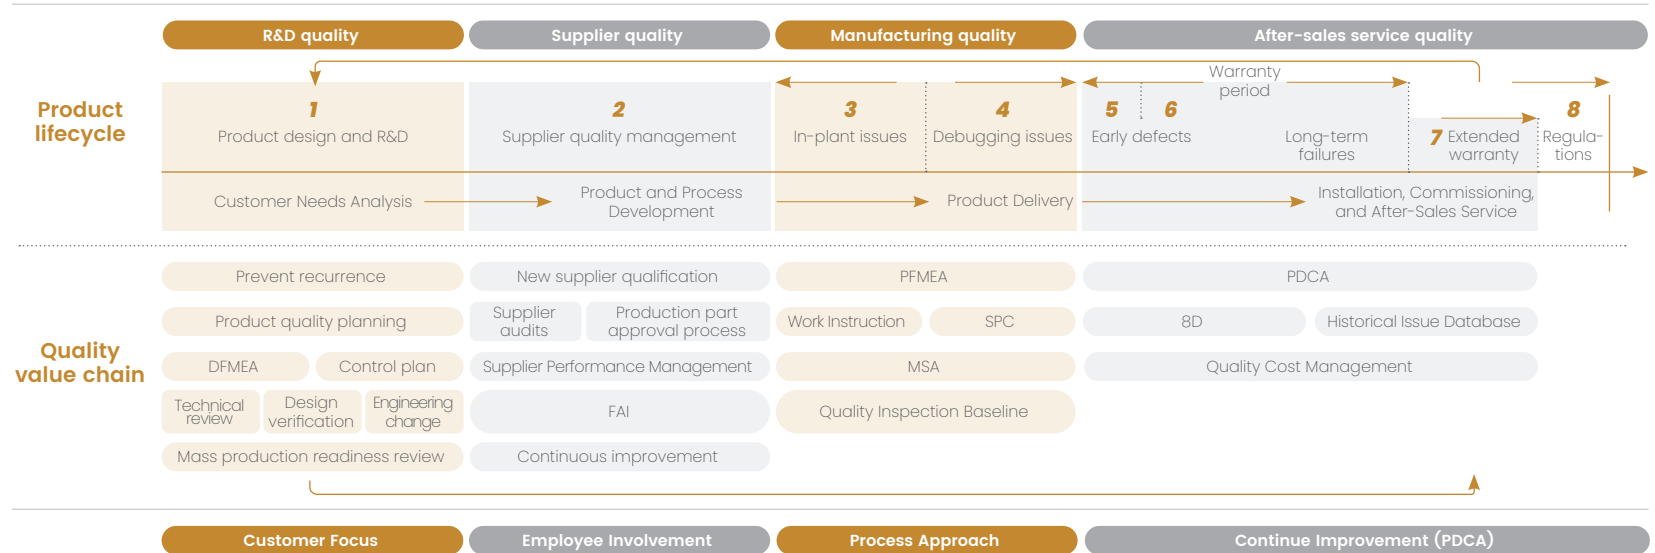 R&D quality
Supplier quality
Manufacturing quality
After-sales service quality
Product
lifecycle
Warranty
period
1
Product design and R&D
2
Supplier quality management
3
In-plant issues
4
Debugging issues
5
6
Early defects
Long-term
failures
7 Extended
warranty
8
Regula-
tions
Customer Needs Analysis
Product and Process
Development
Product Delivery
Installation, Commissioning,
and After-Sales Service
Quality
value chain
Prevent recurrence
Product quality planning
DFMEA
Control plan
Technical
review
Design
verification
Engineering
change
Mass production readiness review
New supplier qualification
Supplier
audits
Production part
approval process
Supplier Performance Management
FAI
Continuous improvement
PFMEA
Work Instruction
SPC
MSA
Quality Inspection Baseline
PDCA
8D
Historical Issue Database
Quality Cost Management
Customer Focus
Employee Involvement
Process Approach
Continue Improvement (PDCA)